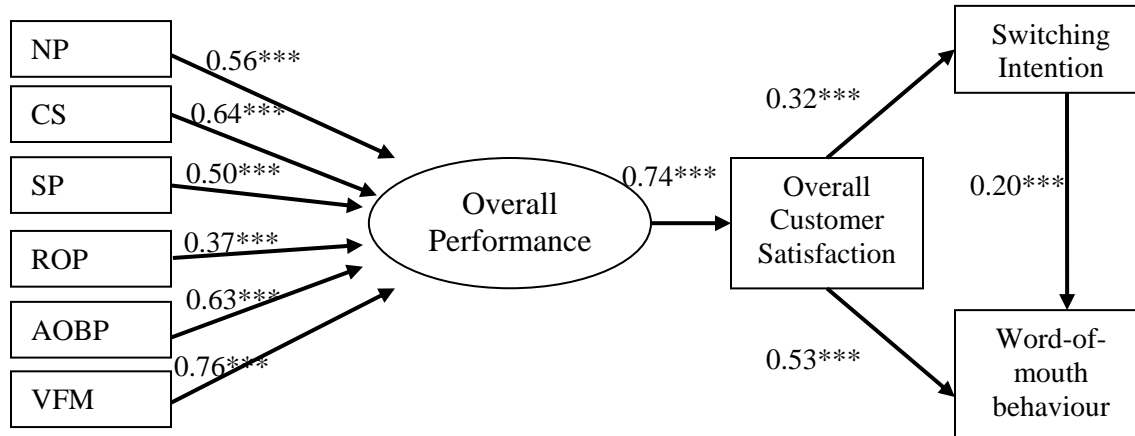 NP
0.56***
CS
0.64***
SP
0.50***
ROP
0.37***
AOBP
0.63***
VFM
0.76***
Overall
Performance
0.74***
Overall
Customer
Satisfaction
0.32***
0.53***
Switching
Intention
0.20***
Word-of-
mouth
behaviour